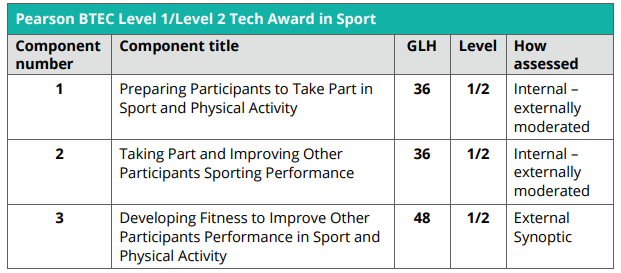 Pearson BTEC Level 1/Level 2 Tech Award in Sport
Component number Component title GLH Level How assessed
1 Preparing Participants to Take Part in Sport and Physical Activity 36 1/2 Internal – externally moderated
2 Taking Part and Improving Other Participants Sporting Performance 36 1/2 Internal – externally moderated
3 Developing Fitness to Improve Other Participants Performance in Sport and Physical Activity 48 1/2 External Synoptic